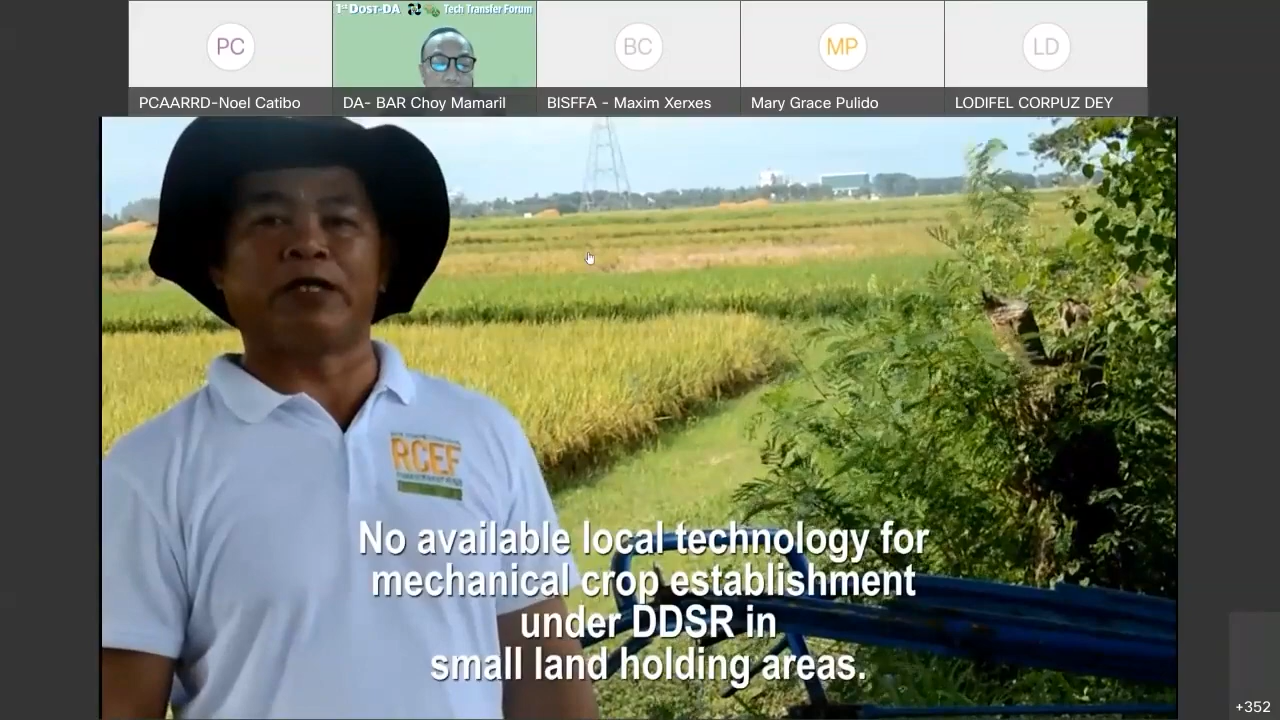 1st DOST-DA Tech Transfer Forum
PC
BC
MP
LD
PCAARRD-Noel Catibo
DA- BAR Choy Mamaril
BISFFA - Maxim Xerxes
Mary Grace Pulido
LODIFEL CORPUZ DEY
RCEF
No available local technology for
mechanical crop establishment
under DDSR in
small land holding areas.
+352